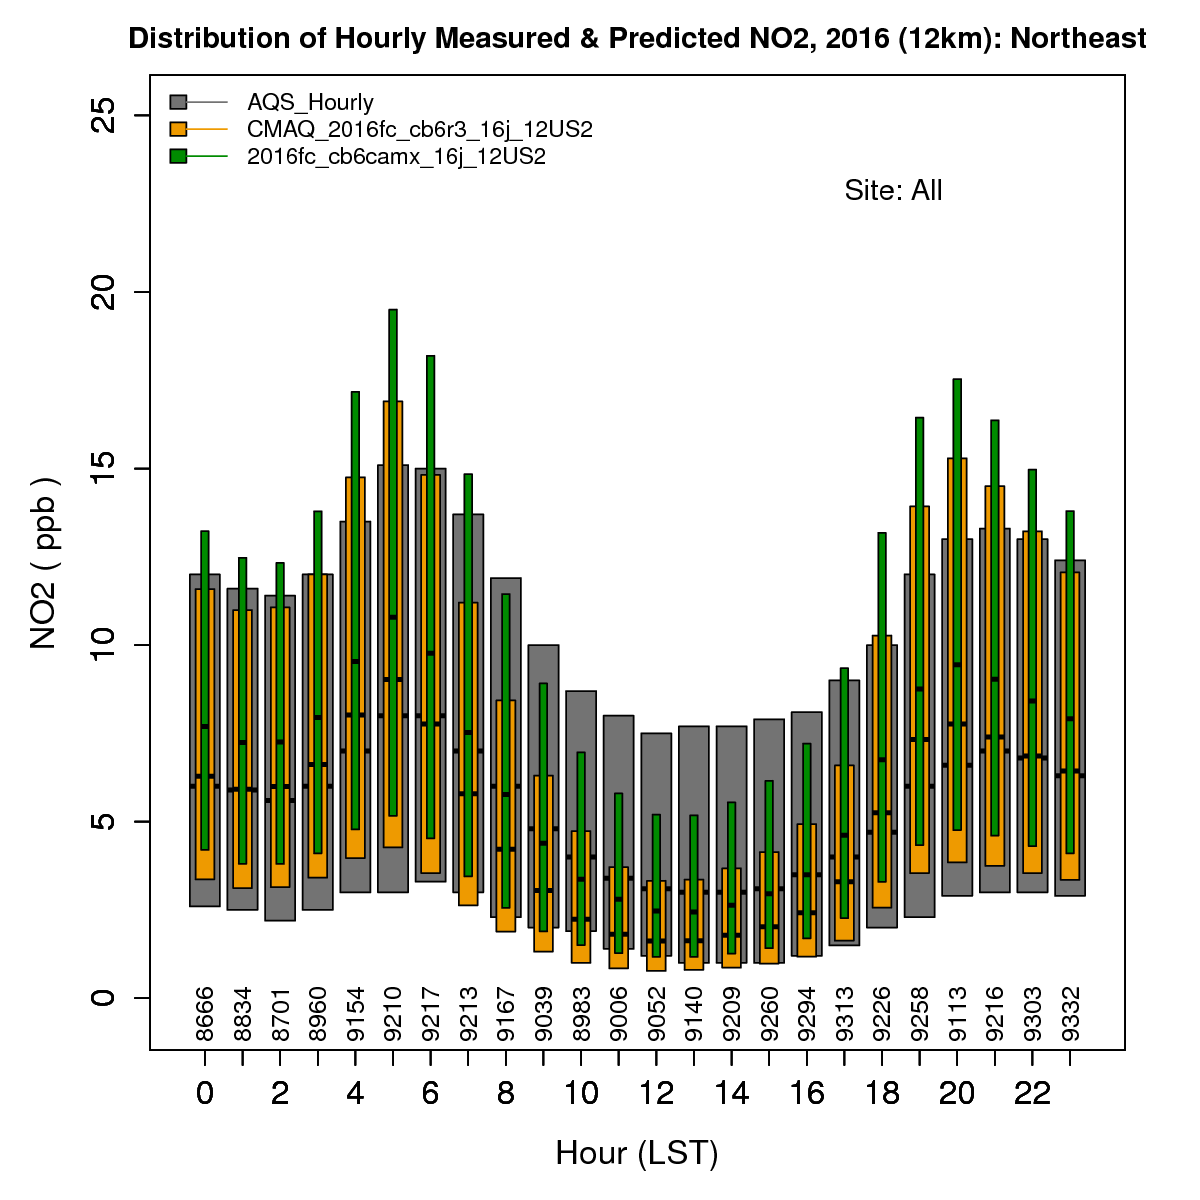 Distribution of Hourly Measured & Predicted NO2, 2016 (12km): Northeast
AQS_Hourly
CMAQ_2016fc_cb6r3_16j_12US2
2016fc_cb6camx_16j_12US2
Site: All
NO2 ( ppb )
25
20
15
10
5
0
8666 8834 8701 8960 9154 9210 9217 9213 9167 9039 8983 9006 9052 9140 9209 9260 9294 9313 9226 9258 9113 9216 9303 9332
0 2 4 6 8 10 12 14 16 18 20 22
Hour (LST)